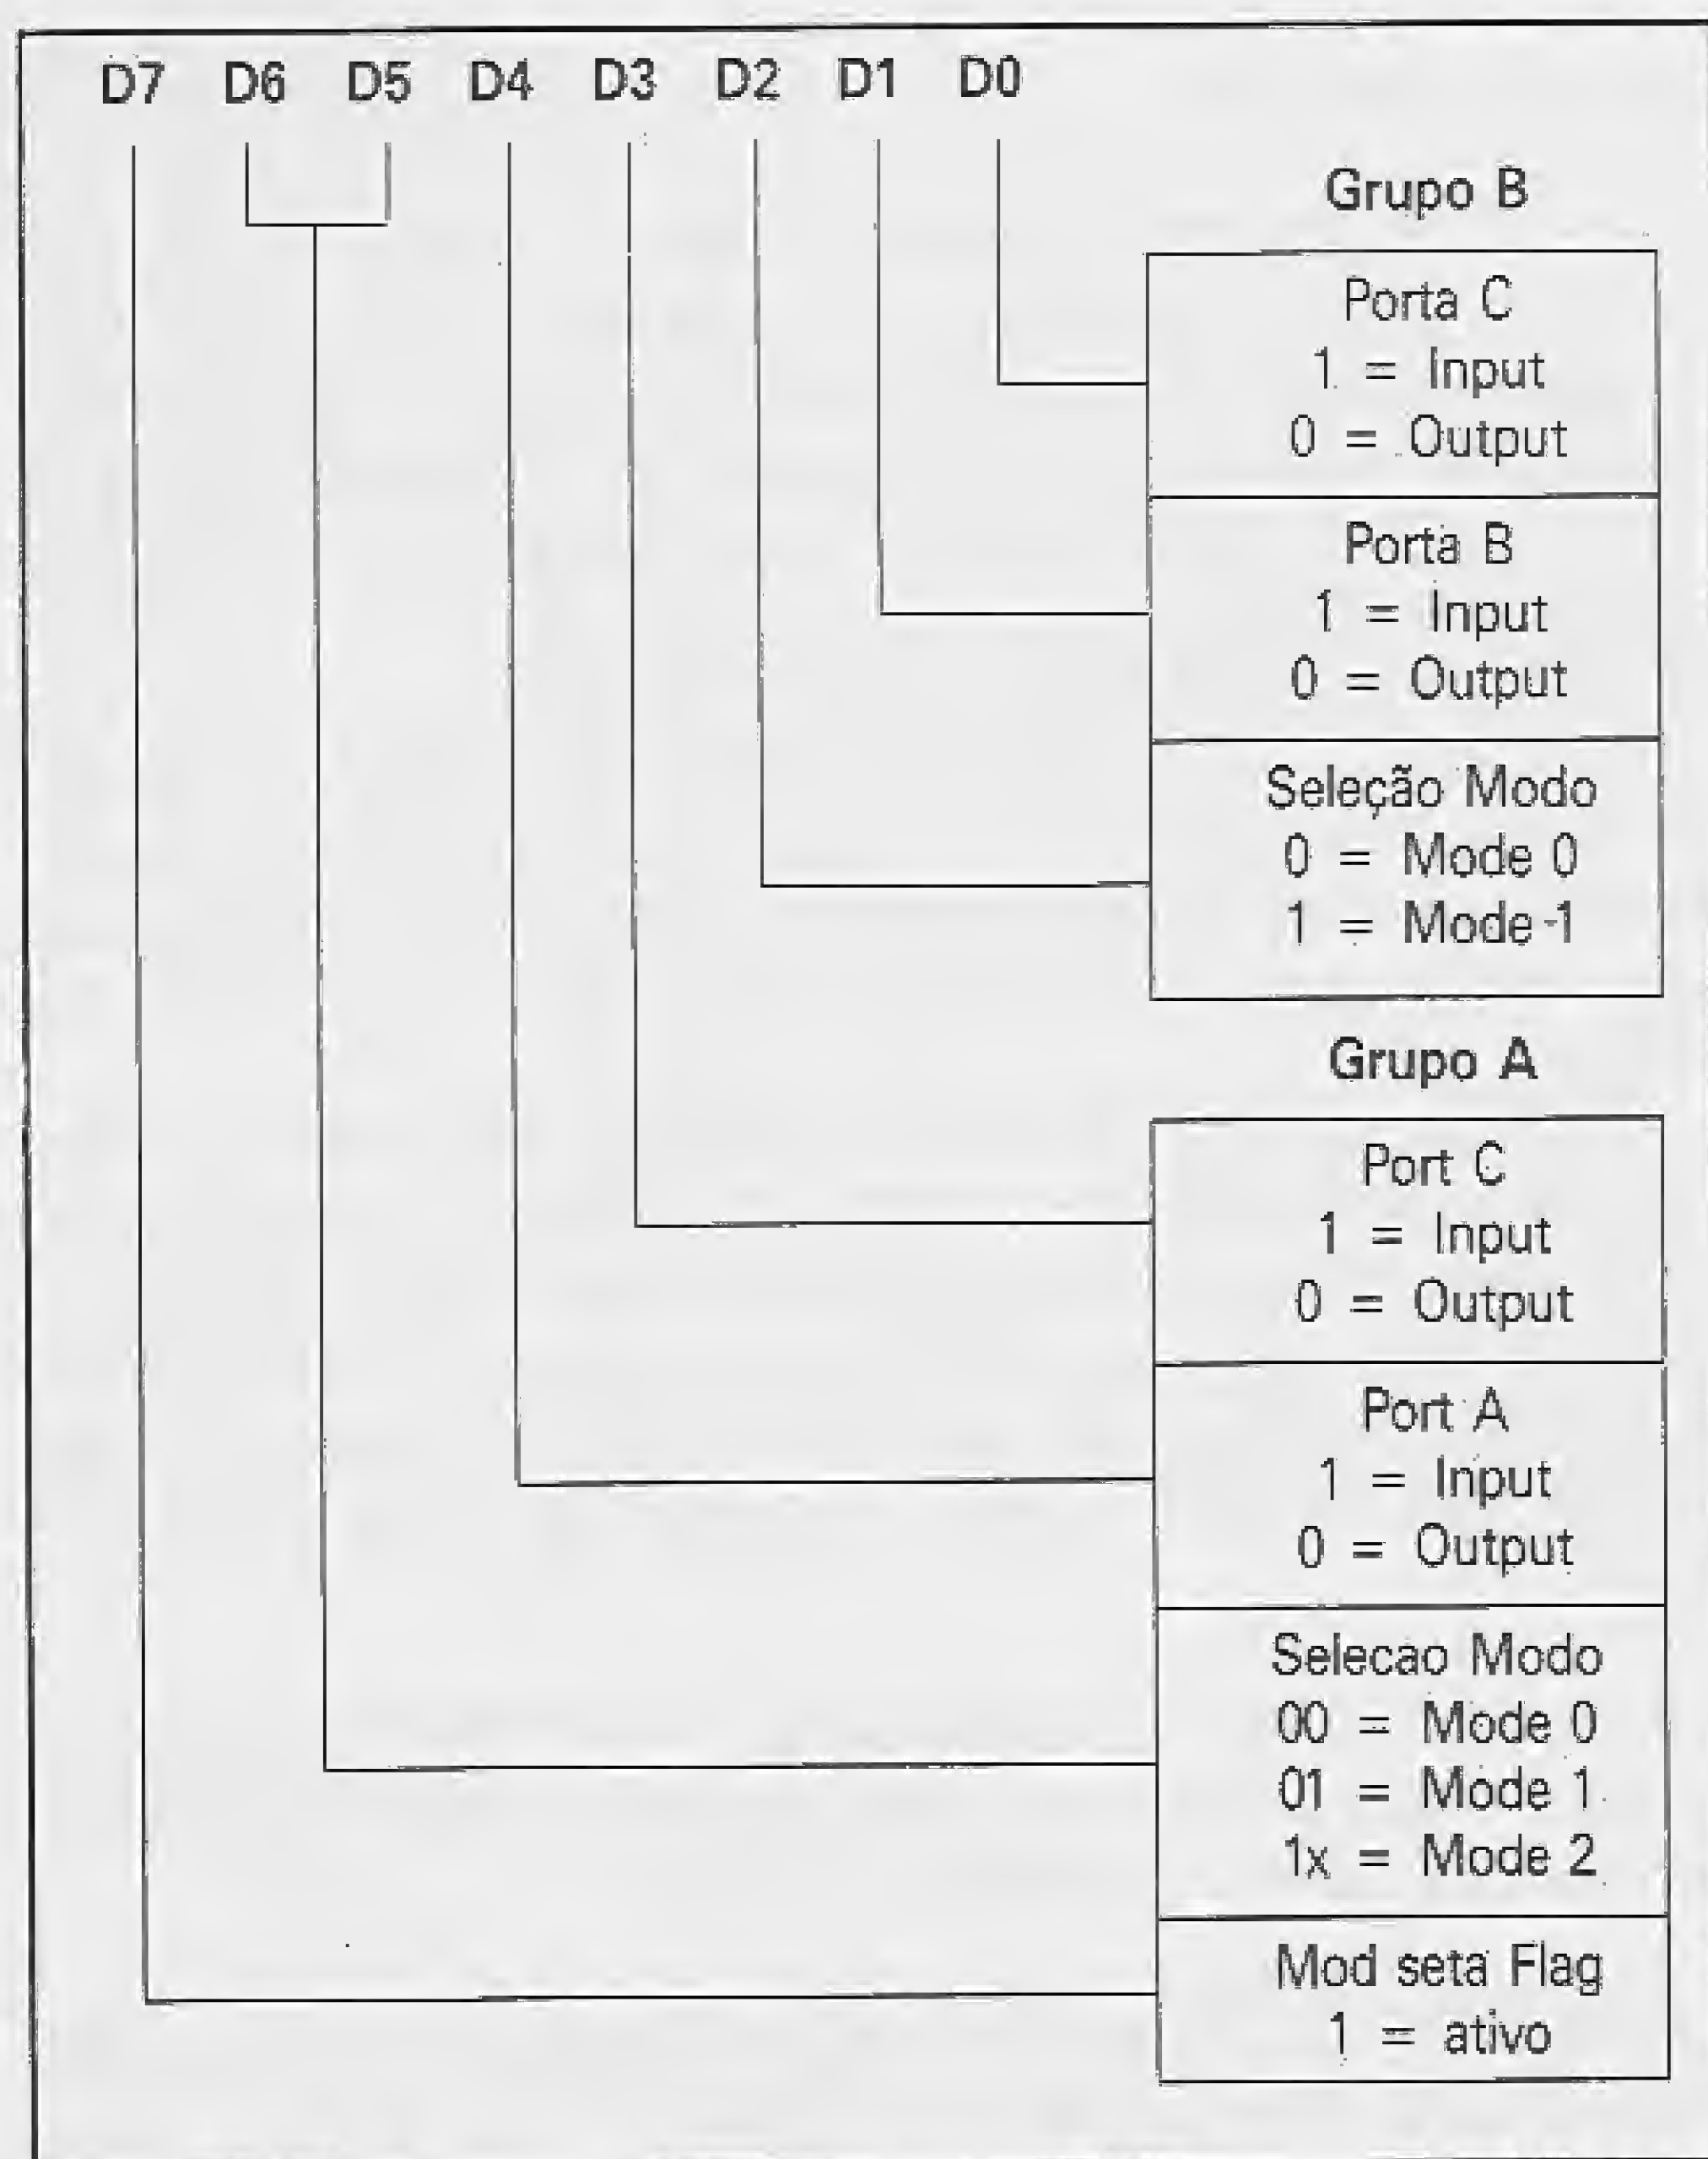 D7 D6 D5 D4 D3 D2 D1 D0
Grupo B
Porta C
1 = Input
0 = Output
Porta B
1 = Input
0 = Output
Seleção Modo
0 = Mode 0
1 = Mode 1
Grupo A
Port C
1 = Input
0 = Output
Port A
1 = Input
0 = Output
Selecao Modo
00 = Mode 0
01 = Mode 1
1x = Mode 2
Mod seta Flag
1 = ativo